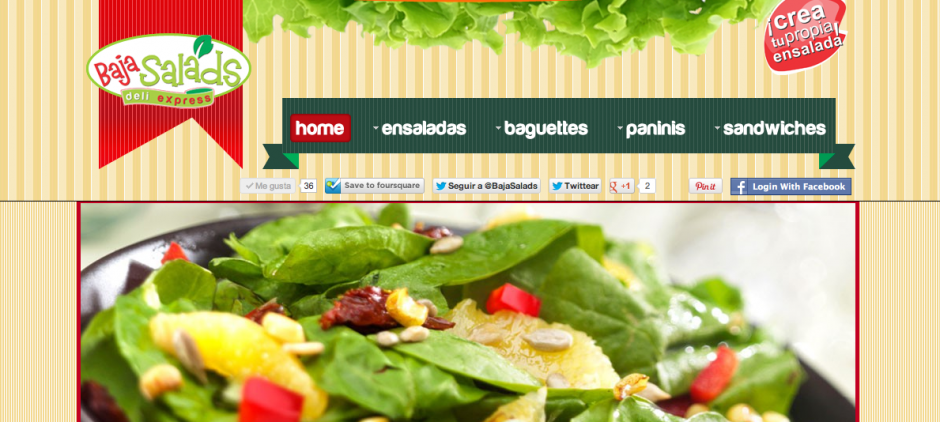 ¡crea
tu propia
ensalada!
Baja Salads
deli express
home ensaladas baguettes paninis sandwiches
Me gusta 36 Save to foursquare Seguir a @BajaSalads Twittear g +1 2 Pin it f Login With Facebook